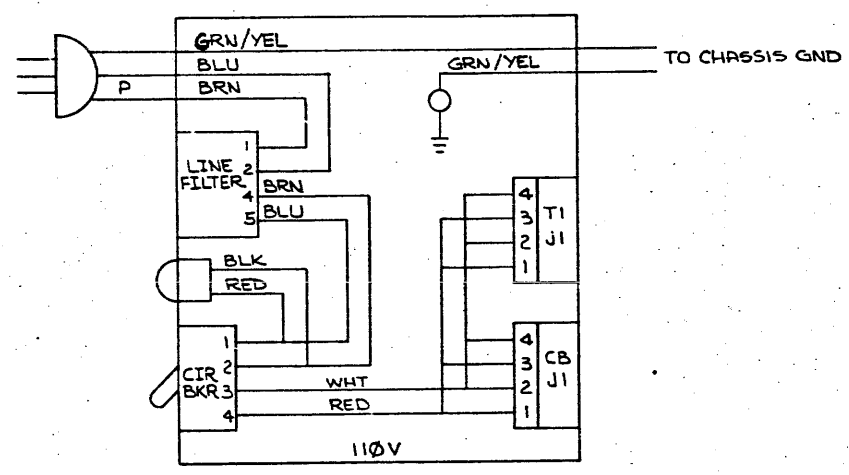 GRN/YEL
BLU
P BRN
GRN/YEL
TO CHASSIS GND
1
LINE 2
FILTER
4 BRN
5 BLU
BLK
RED
1
CIR 2
BKR 3 WHT
4 RED
4
3 T1
2 J1
1
4
3 CB
2 J1
1
110V